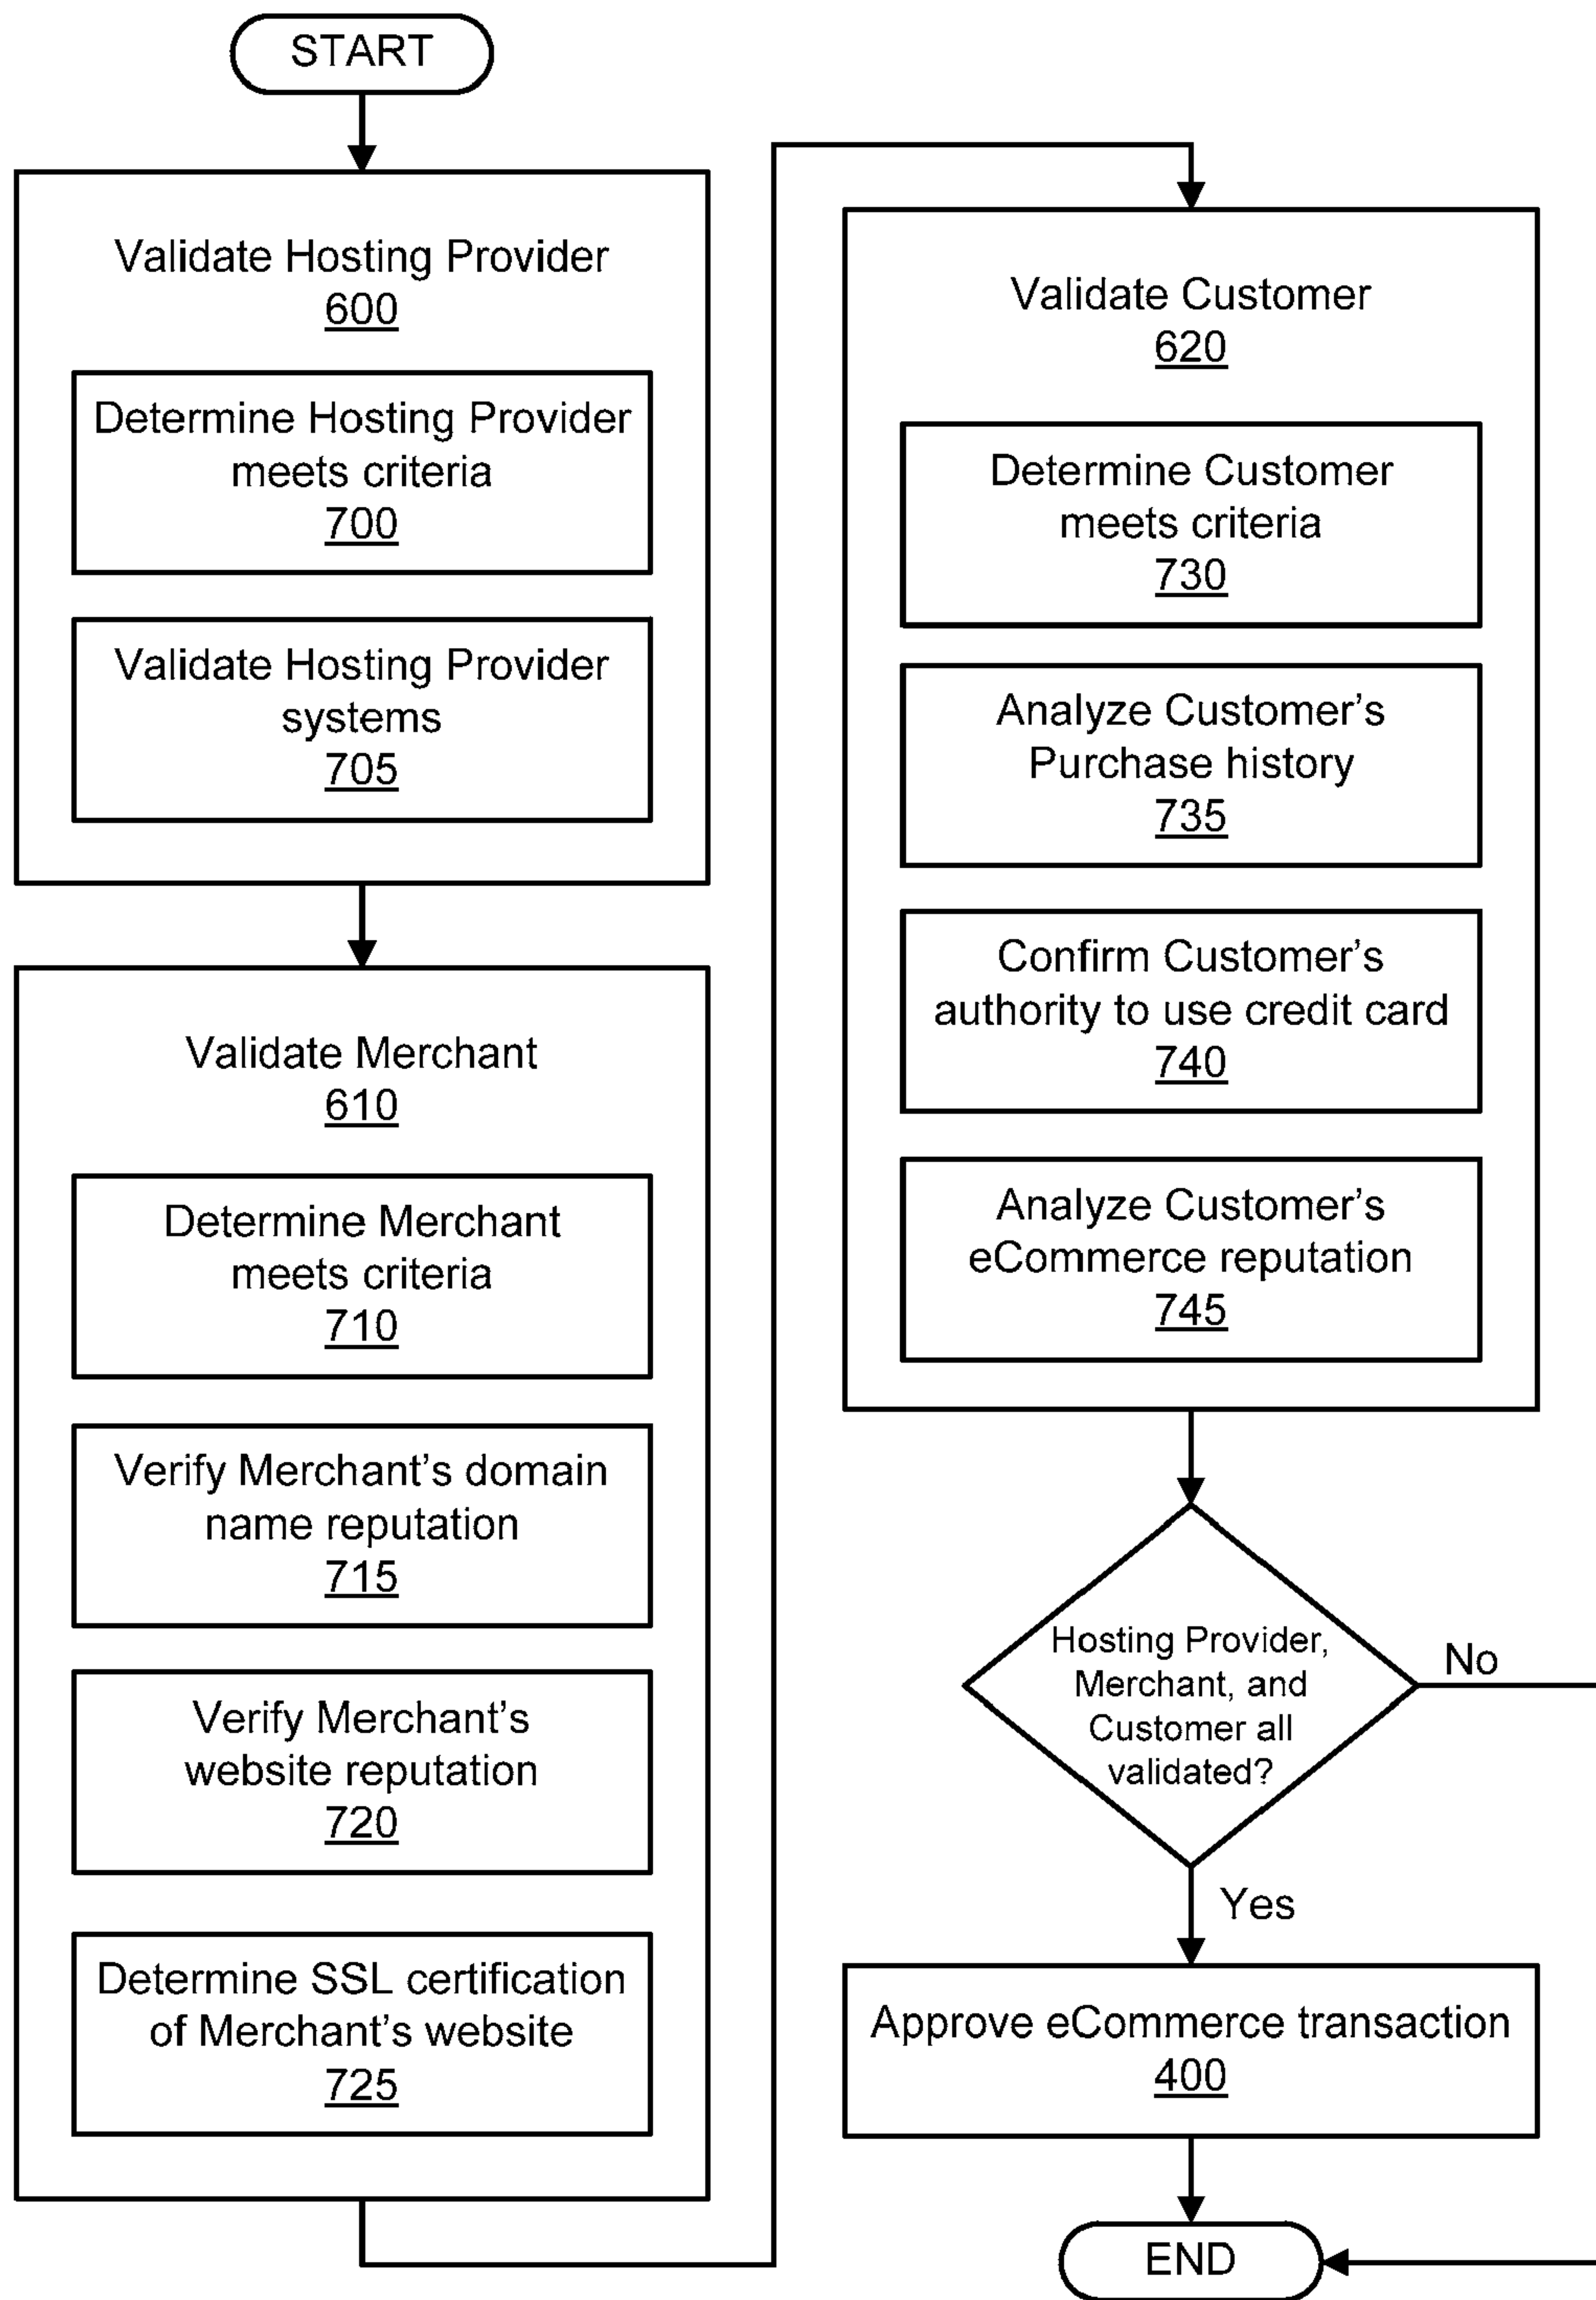 START
Validate Hosting Provider
600
Determine Hosting Provider
meets criteria
700
Validate Hosting Provider
systems
705
Validate Merchant
610
Determine Merchant
meets criteria
710
Verify Merchant’s domain
name reputation
715
Verify Merchant’s
website reputation
720
Determine SSL certification
of Merchant’s website
725
Validate Customer
620
Determine Customer
meets criteria
730
Analyze Customer’s
Purchase history
735
Confirm Customer’s
authority to use credit card
740
Analyze Customer’s
eCommerce reputation
745
Hosting Provider,
Merchant, and
Customer all
validated?
No
Yes
Approve eCommerce transaction
400
END